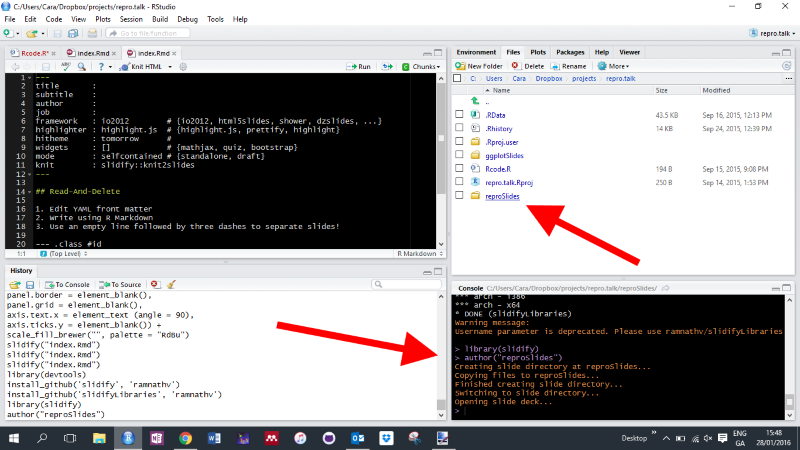 C:/Users/Cara/Dropbox/projects/repro.talk - RStudio
File Edit Code View Plots Session Build Debug Tools Help
Go to file/function
repro.talk
Rcode.R*
index.Rmd
index.Rmd
ABC
Knit HTML
Run
Chunks
1 ---
2 title :
3 subtitle :
4 author :
5 job :
6 framework : io2012 # {io2012, html5slides, shower, dzslides, ...}
7 highlighter : highlight.js # {highlight.js, prettify, highlight}
8 hitheme : tomorrow #
9 widgets : [] # {mathjax, quiz, bootstrap}
10 mode : selfcontained # {standalone, draft}
11 knit : slidify::knit2slides
12 ---
13
14 ## Read-And-Delete
15
16 1. Edit YAML front matter
17 2. Write using R Markdown
18 3. Use an empty line followed by three dashes to separate slides!
19
20 --- .class #id
1:1 (Top Level) R Markdown
History
To Console To Source
panel.border = element_blank(),
panel.grid = element_blank(),
axis.text.x = element_text (angle = 90),
axis.ticks.y = element_blank()) +
scale_fill_brewer("", palette = "RdBu")
slidify("index.Rmd")
slidify("index.Rmd")
slidify("index.Rmd")
library(devtools)
install_github('slidify', 'ramnathv')
install_github('slidifyLibraries', 'ramnathv')
library(slidify)
author("reproSlides")
Environment Files Plots Packages Help Viewer
New Folder Delete Rename More
C: Users Cara Dropbox projects repro.talk ...
Name Size Modified
..
.RData 43.5 KB Sep 16, 2015, 12:13 PM
.Rhistory 14 KB Sep 24, 2015, 12:39 PM
.Rproj.user
ggplotSlides
Rcode.R 194 B Sep 15, 2015, 9:08 PM
repro.talk.Rproj 250 B Sep 14, 2015, 1:53 PM
reproSlides
Console C:/Users/Cara/Dropbox/projects/repro.talk/reproSlides/
*** arch - i386
*** arch - x64
* DONE (slidifyLibraries)
Warning message:
Username parameter is deprecated. Please use ramnathv/slidifyLibraries
> library(slidify)
> author("reproSlides")
Creating slide directory at reproSlides...
Copying files to reproSlides...
Finished creating slide directory...
Switching to slide directory...
Opening slide deck...
>
Desktop
ENG
GA
15:48
28/01/2016